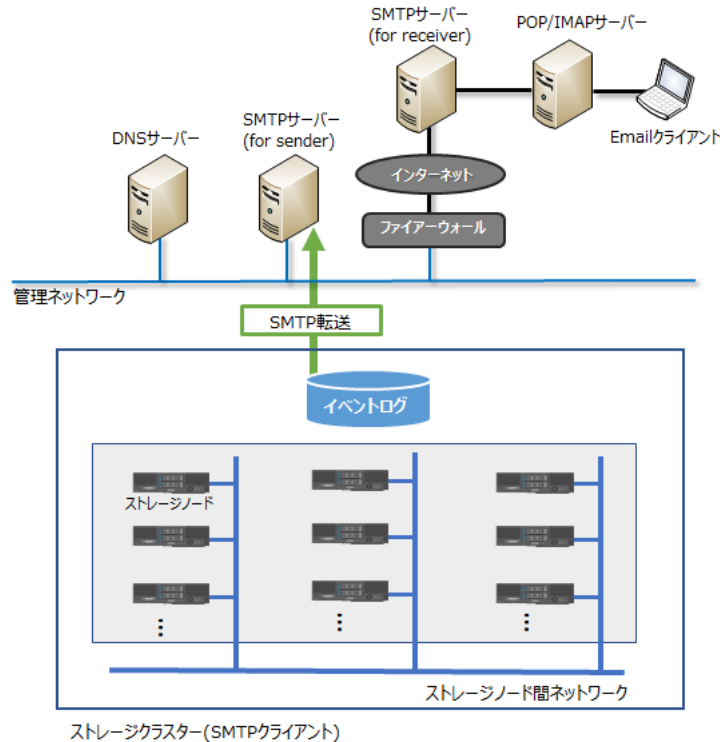 SMTPサーバー
(for receiver)
POP/IMAPサーバー
DNSサーバー
SMTPサーバー
(for sender)
Emailクライアント
インターネット
ファイアーウォール
管理ネットワーク
SMTP転送
イベントログ
ストレージノード
ストレージノード間ネットワーク
ストレージクラスター(SMTPクライアント)